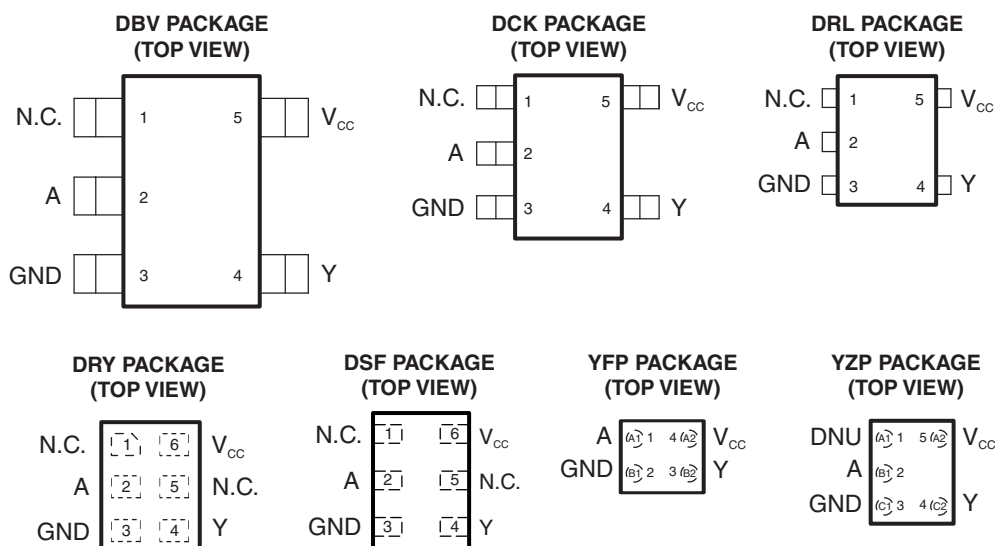 DBV PACKAGE
(TOP VIEW)
N.C. 1 5 VCC
A 2
GND 3 4 Y
DCK PACKAGE
(TOP VIEW)
N.C. 1 5 VCC
A 2
GND 3 4 Y
DRL PACKAGE
(TOP VIEW)
N.C. 1 5 VCC
A 2
GND 3 4 Y
DRY PACKAGE
(TOP VIEW)
N.C. 1 6 VCC
A 2 5 N.C.
GND 3 4 Y
DSF PACKAGE
(TOP VIEW)
N.C. 1 6 VCC
A 2 5 N.C.
GND 3 4 Y
YFP PACKAGE
(TOP VIEW)
A A1 1 4 A2 VCC
GND B1 2 3 B2 Y
YZP PACKAGE
(TOP VIEW)
DNU A1 1 5 A2 VCC
A B1 2
GND C1 3 4 C2 Y